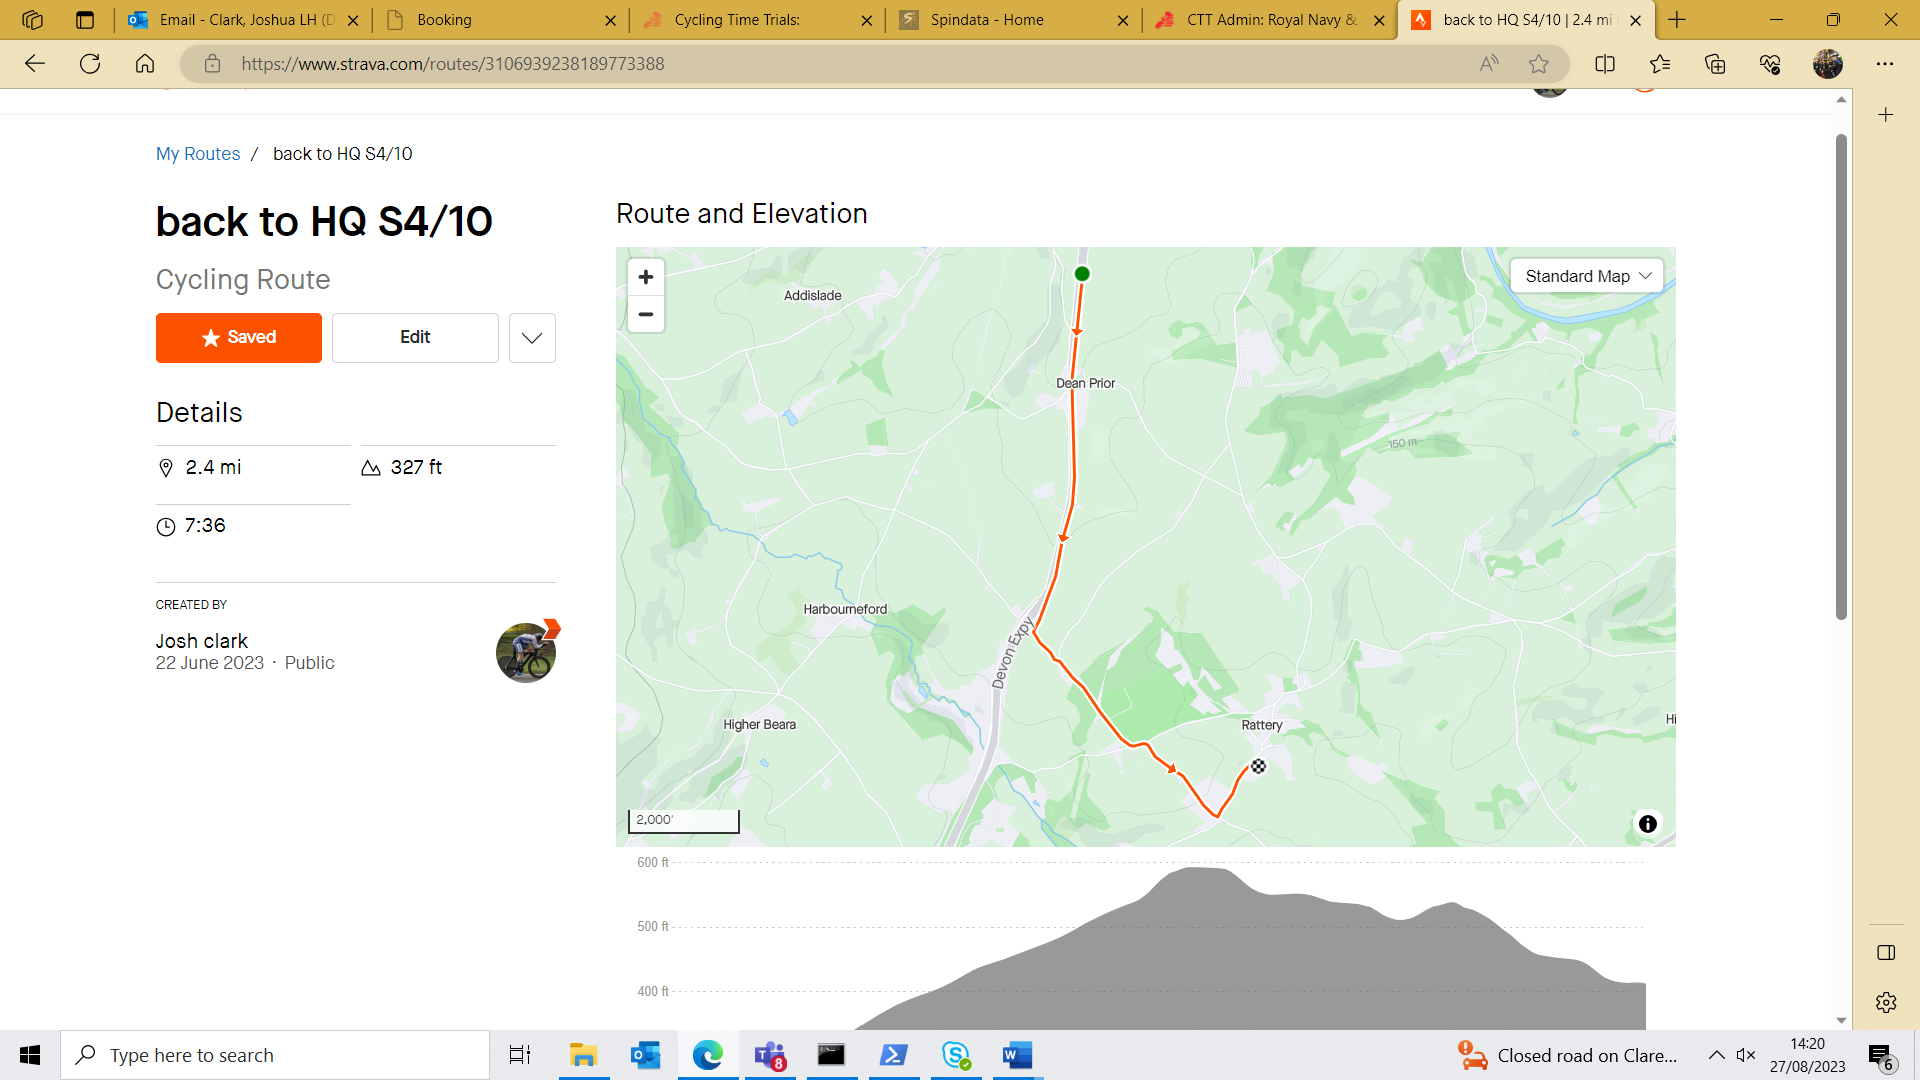 Email - Clark, Joshua LH (D
Booking
Cycling Time Trials:
Spindata - Home
CTT Admin: Royal Navy &
back to HQ S4/10 | 2.4 mi
https://www.strava.com/routes/3106939238189773388
My Routes / back to HQ S4/10
back to HQ S4/10
Cycling Route
Saved
Edit
Details
2.4 mi
327 ft
7:36
CREATED BY
Josh clark
22 June 2023 · Public
Route and Elevation
+
−
Standard Map
Addislade
Dean Prior
150 m
Harbourneford
Devon Expy
Higher Beara
Rattery
Hi
2,000'
600 ft
500 ft
400 ft
Type here to search
8
Closed road on Clare...
14:20
27/08/2023
6